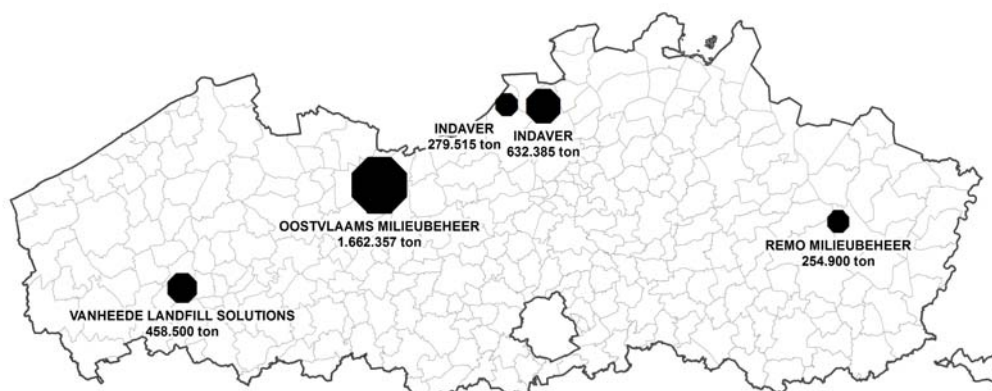 INDAVER
279.515 ton
INDAVER
632.385 ton
OOSTVLAAMS MILIEUBEHEER
1.662.357 ton
REMO MILIEUBEHEER
254.900 ton
VANHEEDE LANDFILL SOLUTIONS
458.500 ton